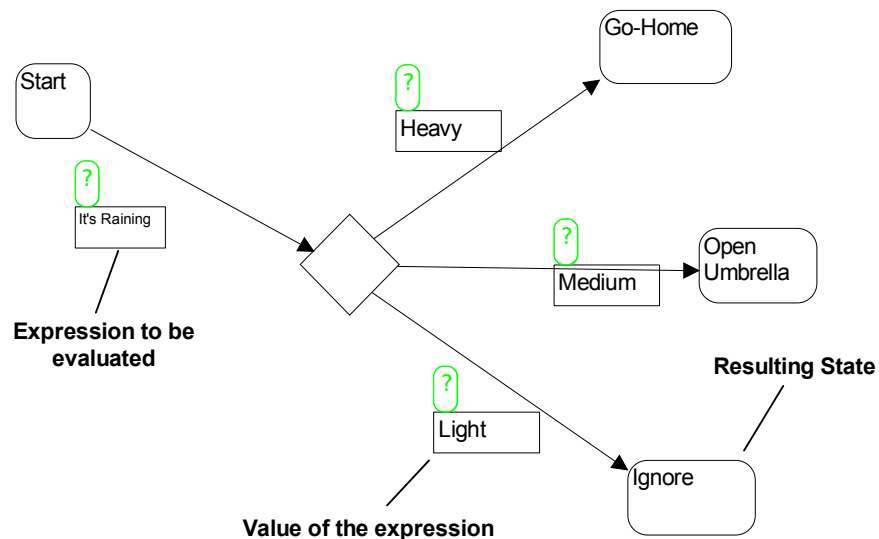 Go-Home
Start
?
Heavy
?
It's Raining
?
Open
Umbrella
Medium
Expression to be
evaluated
Resulting State
?
Light
Ignore
Value of the expression